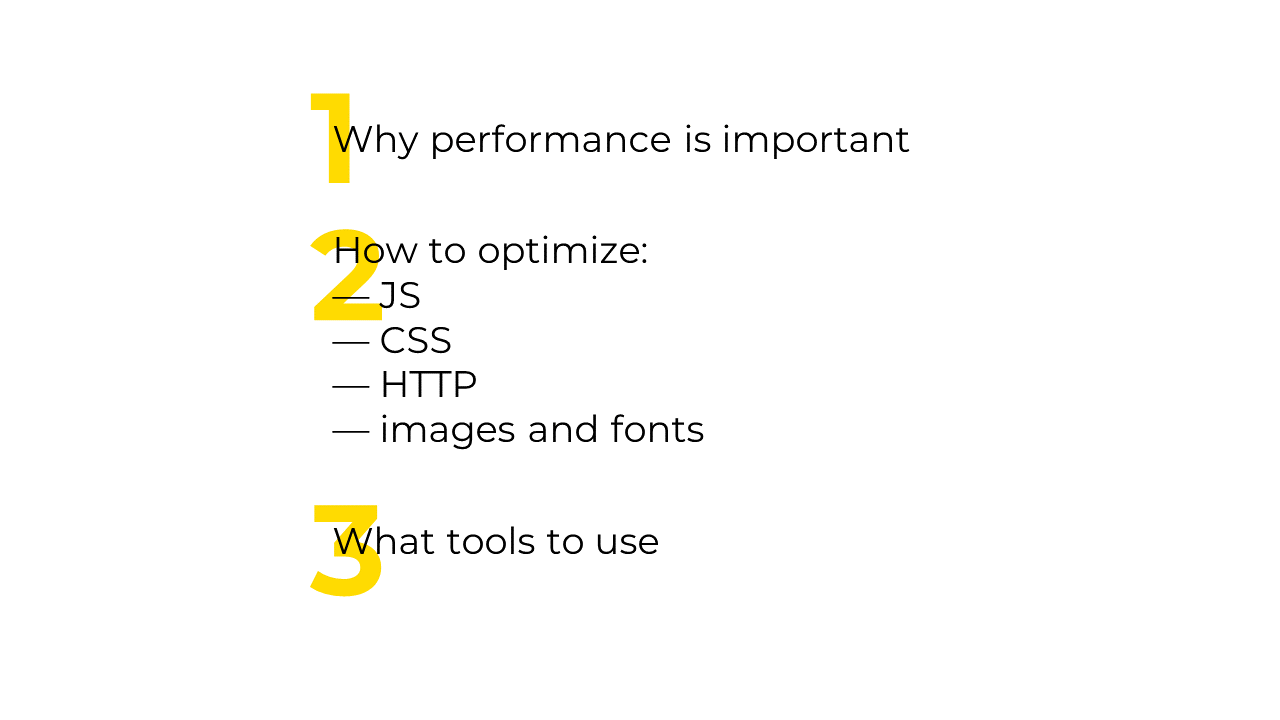 1 Why performance is important
2 How to optimize:
— JS
— CSS
— HTTP
— images and fonts
3 What tools to use